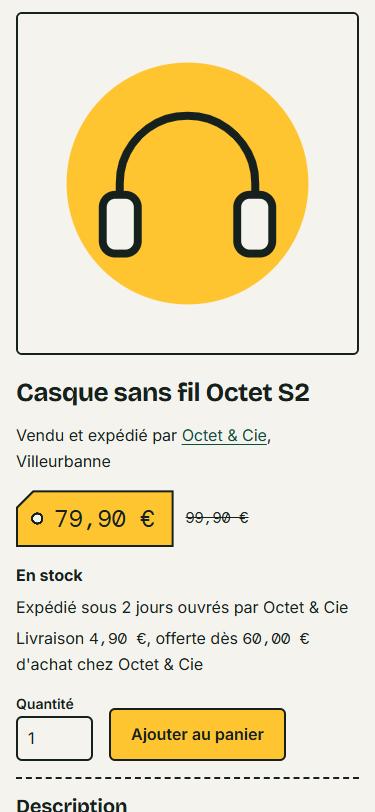 Casque sans fil Octet S2
Vendu et expédié par Octet & Cie,
Villeurbanne
79,90 €
99,90 €
En stock
Expédié sous 2 jours ouvrés par Octet & Cie
Livraison 4,90 €, offerte dès 60,00 €
d'achat chez Octet & Cie
Quantité
1
Ajouter au panier
Description